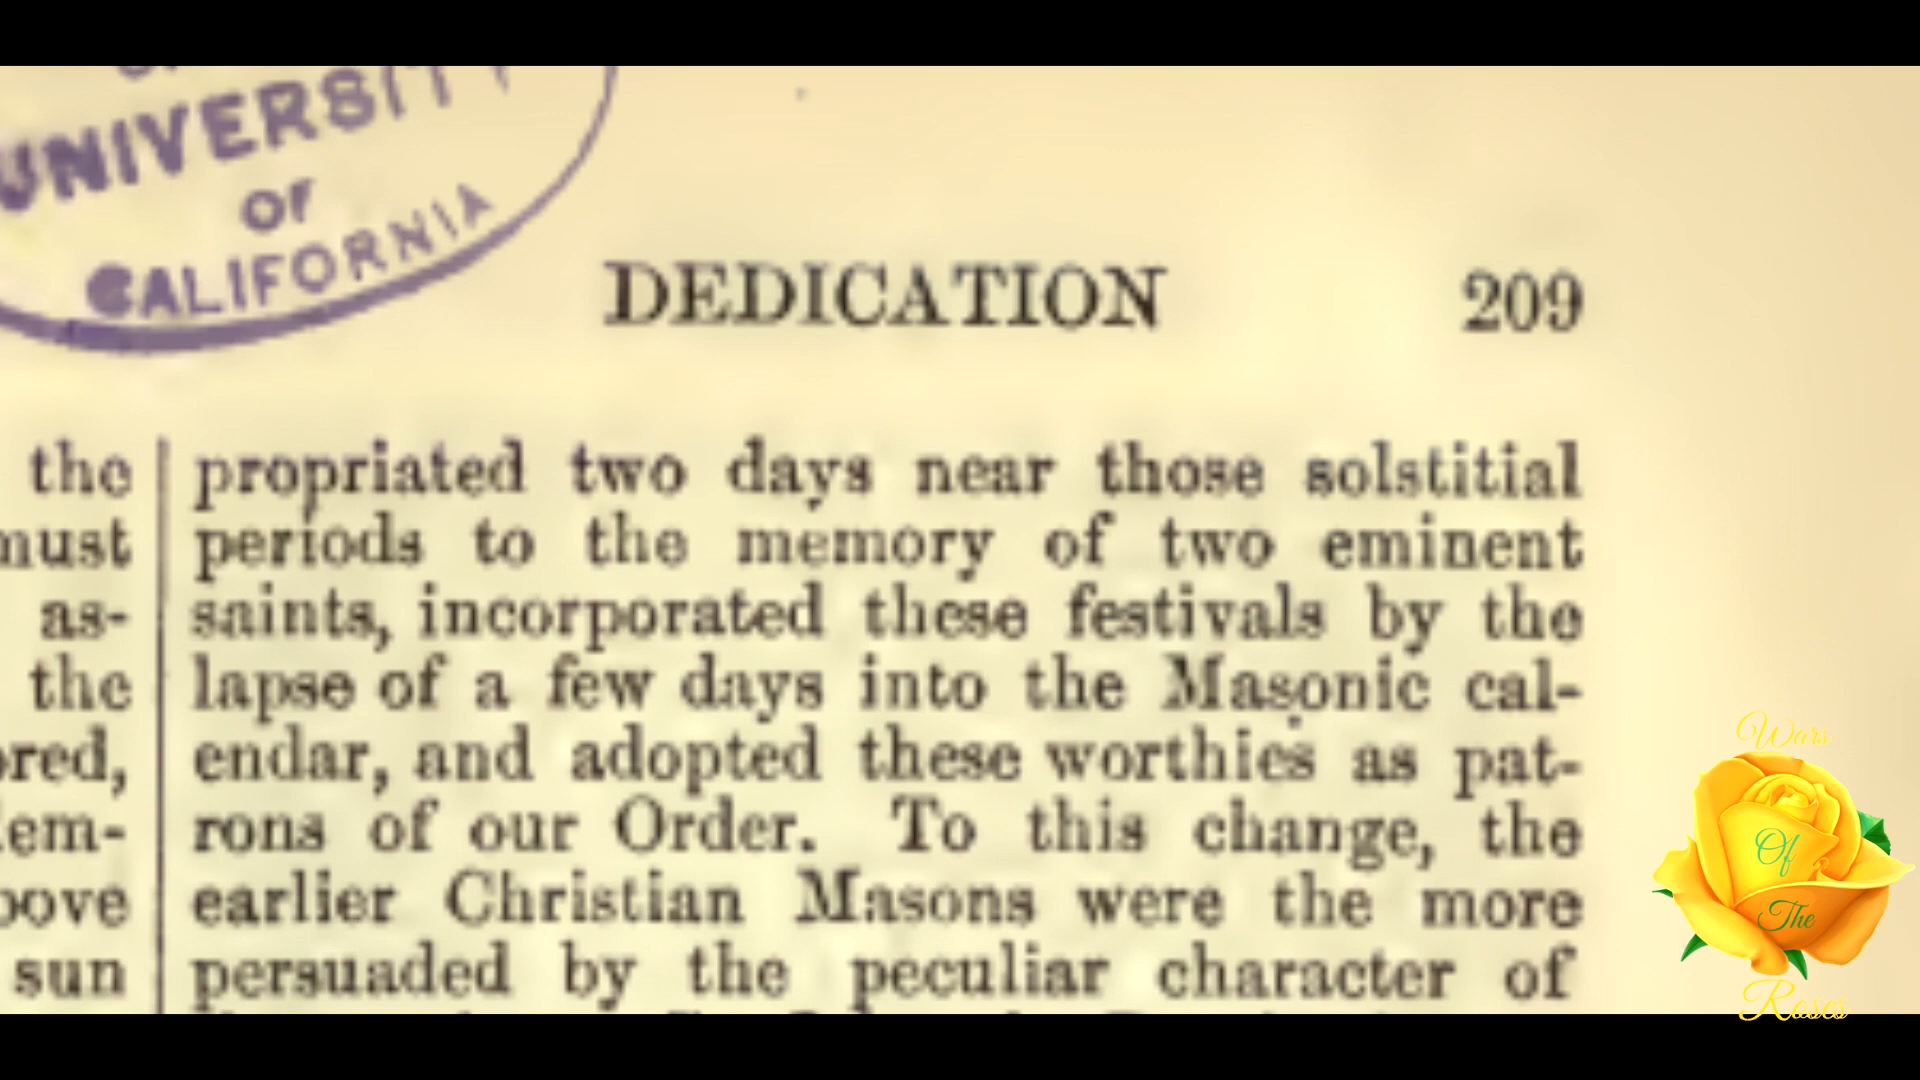 UNIVERSITY
OF
CALIFORNIA
DEDICATION 209
the
must
as-
the
sun
propriated two days near those solstitial
periods to the memory of two eminent
saints, incorporated these festivals by the
lapse of a few days into the Masonic cal-
endar, and adopted these worthies as pat-
rons of our Order. To this change, the
earlier Christian Masons were the more
persuaded by the peculiar character of
Wars
Of
The
Roses